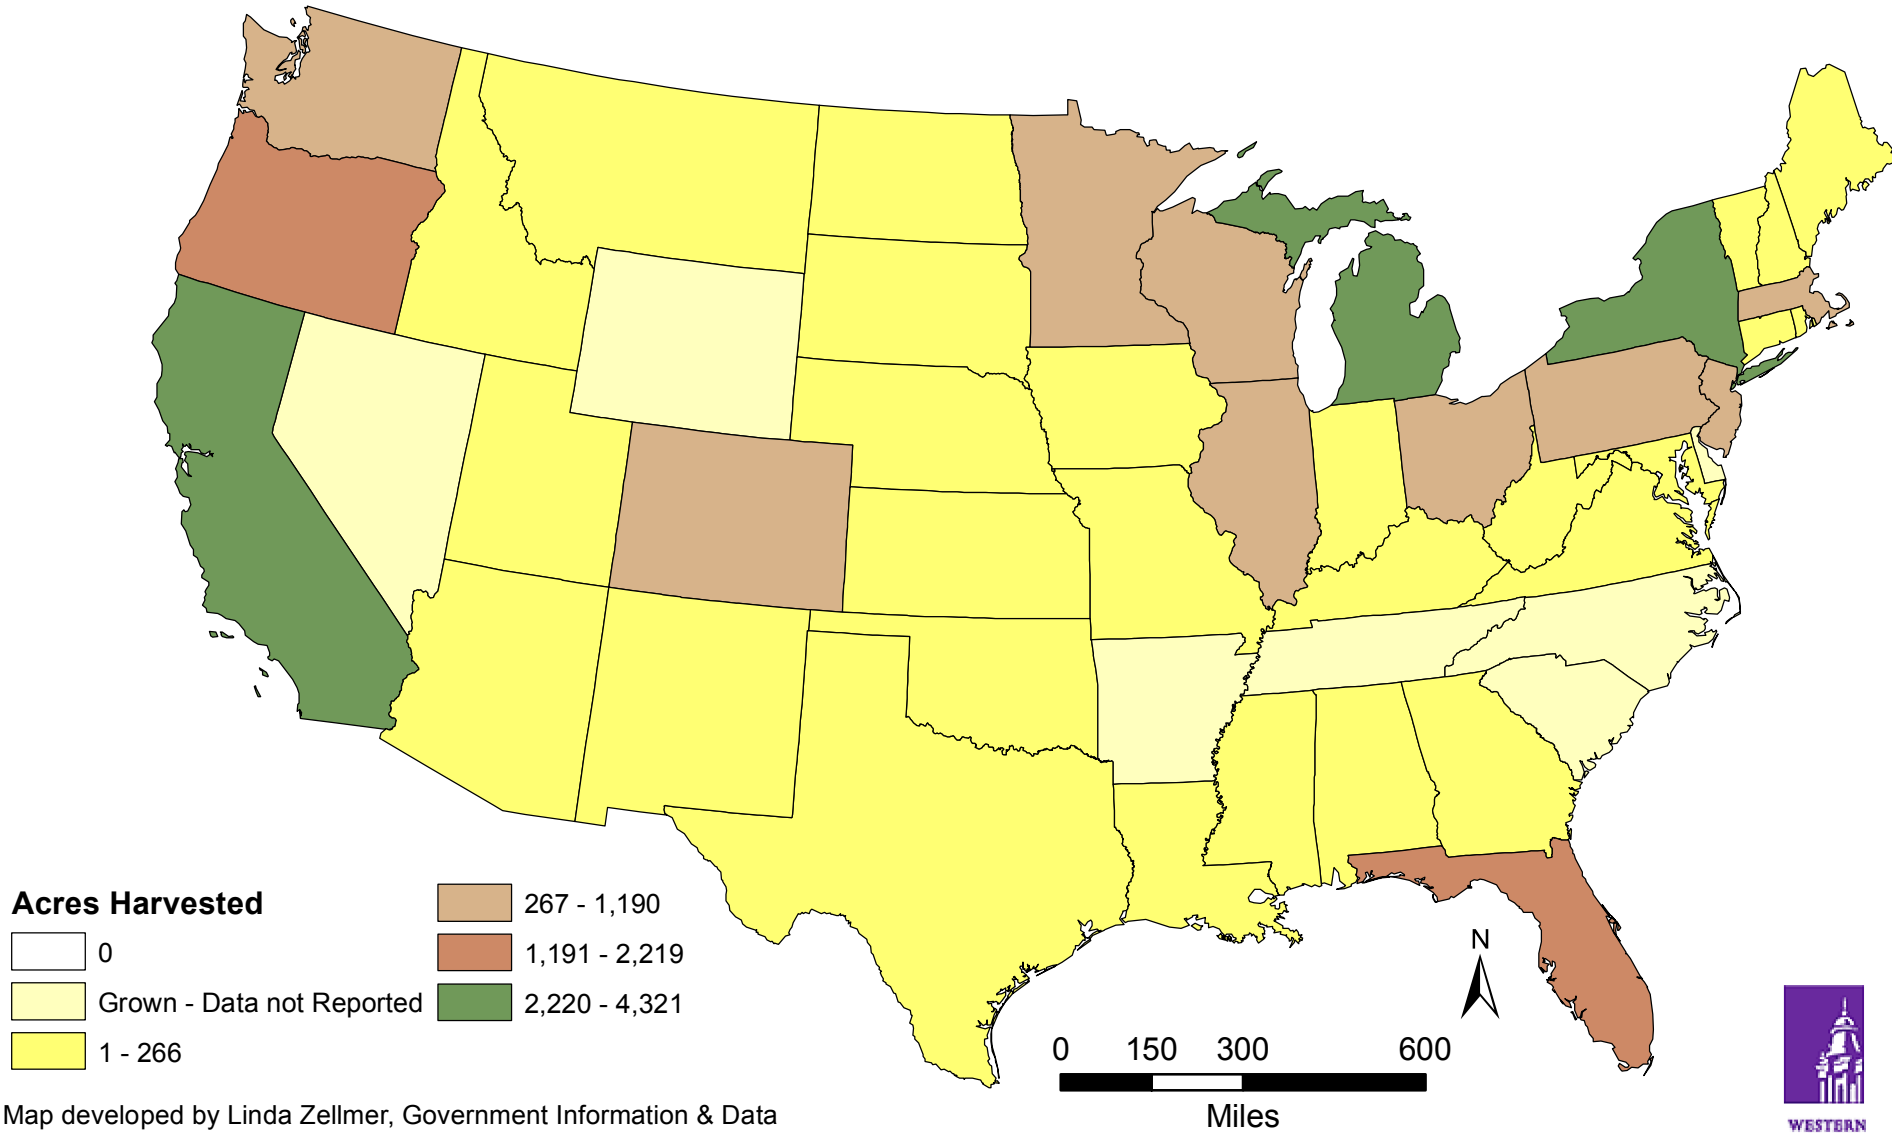 Acres Harvested
0
Grown - Data not Reported
1 - 266
267 - 1,190
1,191 - 2,219
2,220 - 4,321
N
0 150 300 600
Miles
Map developed by Linda Zellmer, Government Information & Data
WESTERN